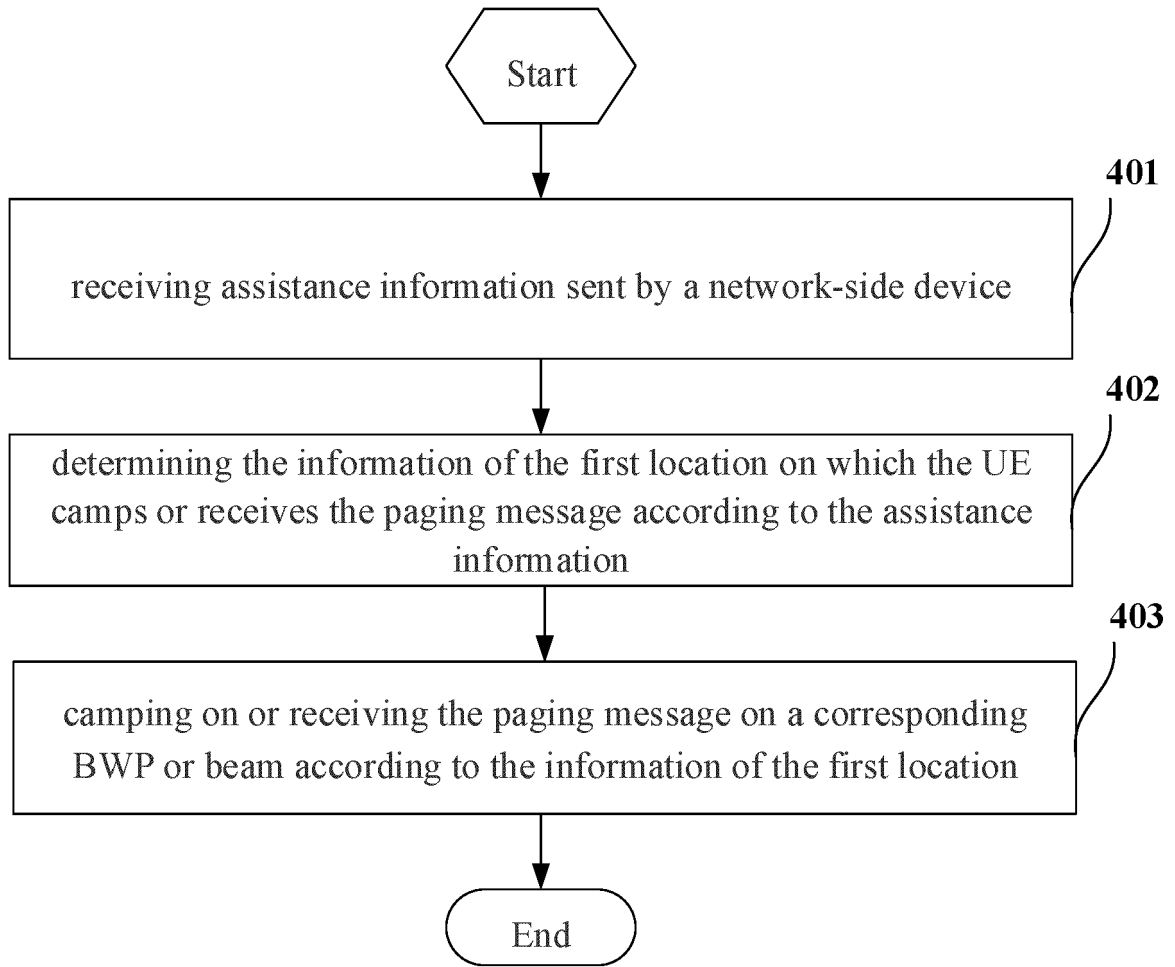 Start
401
receiving assistance information sent by a network-side device
402
determining the information of the first location on which the UE
camps or receives the paging message according to the assistance
information
403
camping on or receiving the paging message on a corresponding
BWP or beam according to the information of the first location
End